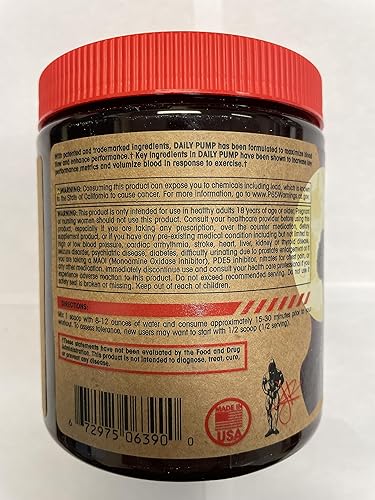 With patented and trademarked ingredients, DAILY PUMP has been formulated to maximize blood
flow and enhance performance.† Key ingredients in DAILY PUMP have been shown to increase key
performance metrics and volumize blood in response to exercise.†
WARNING: Consuming this product can expose you to chemicals including lead, which is known to
the State of California to cause cancer. For more information, go to www.P65Warnings.ca.gov
WARNING: This product is only intended for use in healthy adults 18 years of age or older. Pregnant
or nursing women should not use this product. Consult your healthcare provider before using this
product, especially if you are taking any prescription, over the counter medication, dietary
supplement product, or if you have any pre-existing medical condition including but not limited to:
high or low blood pressure, cardiac arrhythmia, stroke, heart, liver, kidney or thyroid disease,
seizure disorder, psychiatric disease, diabetes, difficulty urinating due to prostate enlargement or if
you are taking a MAOI (Monoamine Oxidase Inhibitor), PDE5 inhibitor, nitrates for chest pain, or
any other medication. immediately discontinue use and consult your health care professional if you
Do not exceed recommended serving. Do not use if
safety seal is broken or missing. Keep out of reach of children.
DIRECTIONS:
Mix 1 scoop with 8-12 ounces of water and consume approximately 15-30 minutes prior to your
workout. To assess tolerance, new users may want to start with 1/2 scoop (1/2 serving).
†These statements have not been evaluated by the Food and Drug
Administration. This product is not intended to diagnose, treat, cure,
or prevent any disease.
6 72975 06390 0
MADE IN
USA